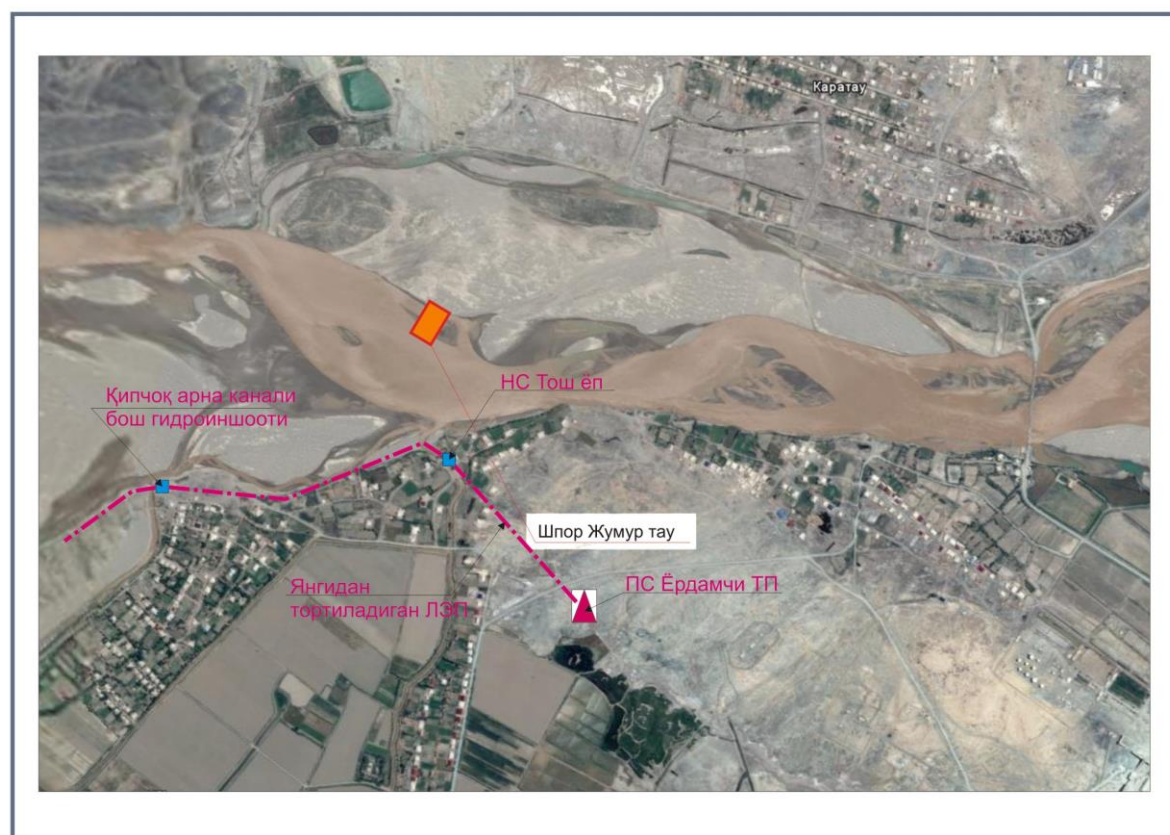 Каратау
НС Тош ёп
Қипчоқ арна канали
бош гидроиншооти
Шпор Жумур тау
Янгидан
тортиладиган ЛЭП
ПС Ёрдамчи ТП